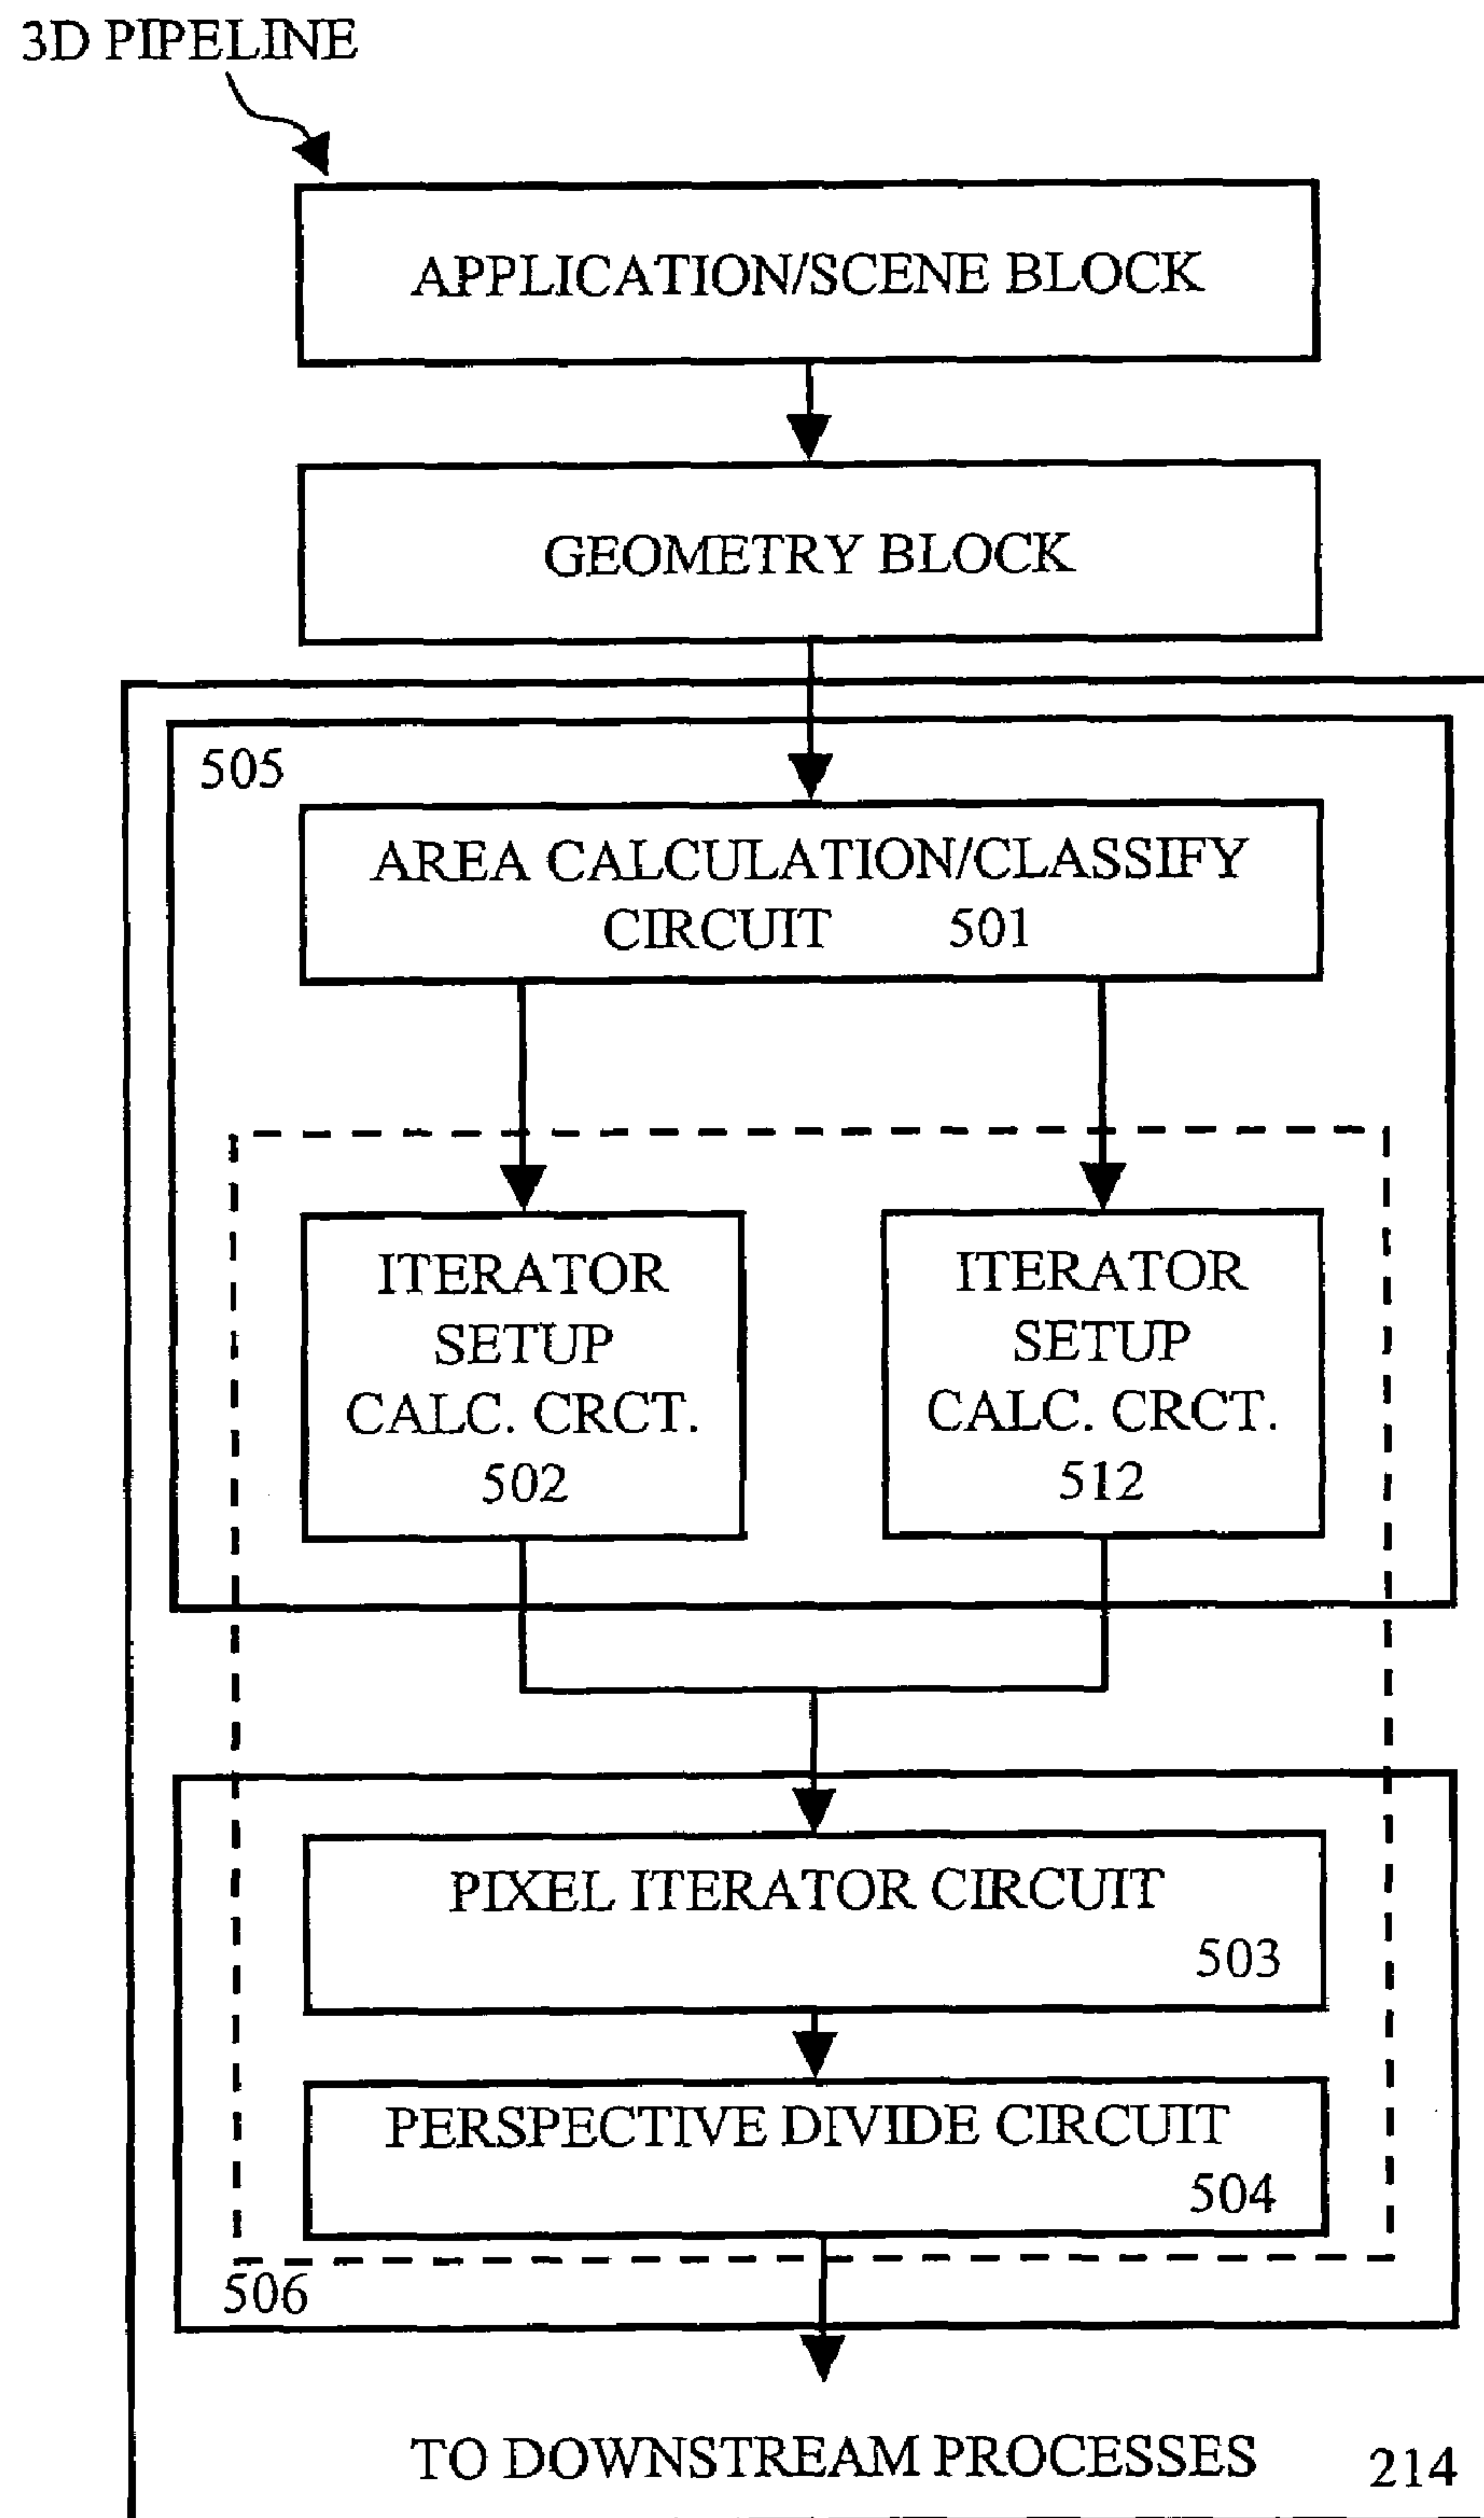 3D PIPELINE
APPLICATION/SCENE BLOCK
GEOMETRY BLOCK
505
AREA CALCULATION/CLASSIFY
CIRCUIT 501
ITERATOR
SETUP
CALC. CRCT.
502
ITERATOR
SETUP
CALC. CRCT.
512
PIXEL ITERATOR CIRCUIT
503
PERSPECTIVE DIVIDE CIRCUIT
504
506
TO DOWNSTREAM PROCESSES 214